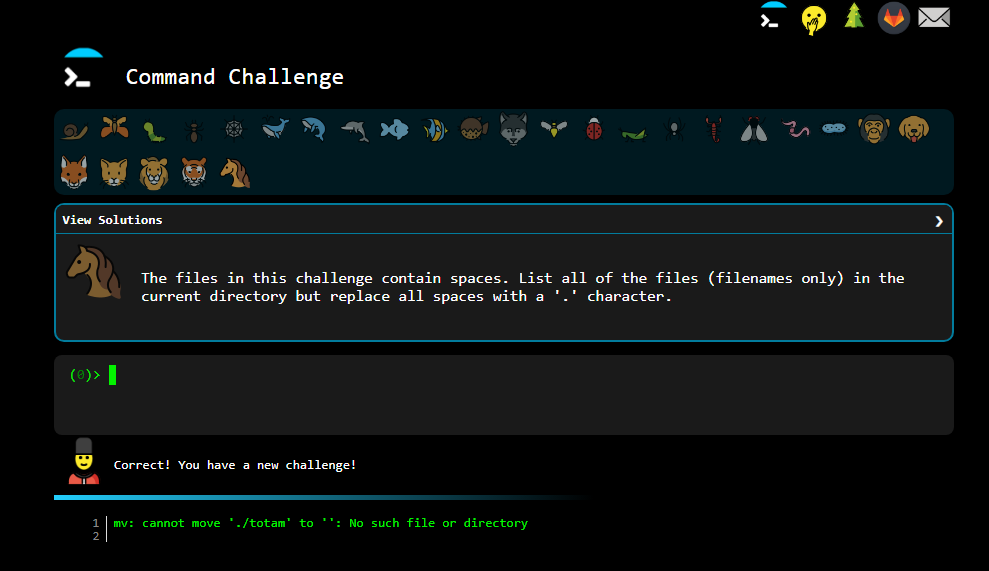 Command Challenge
View Solutions
The files in this challenge contain spaces. List all of the files (filenames only) in the
current directory but replace all spaces with a '.' character.
(0)>
Correct! You have a new challenge!
1 mv: cannot move './totam' to '': No such file or directory
2